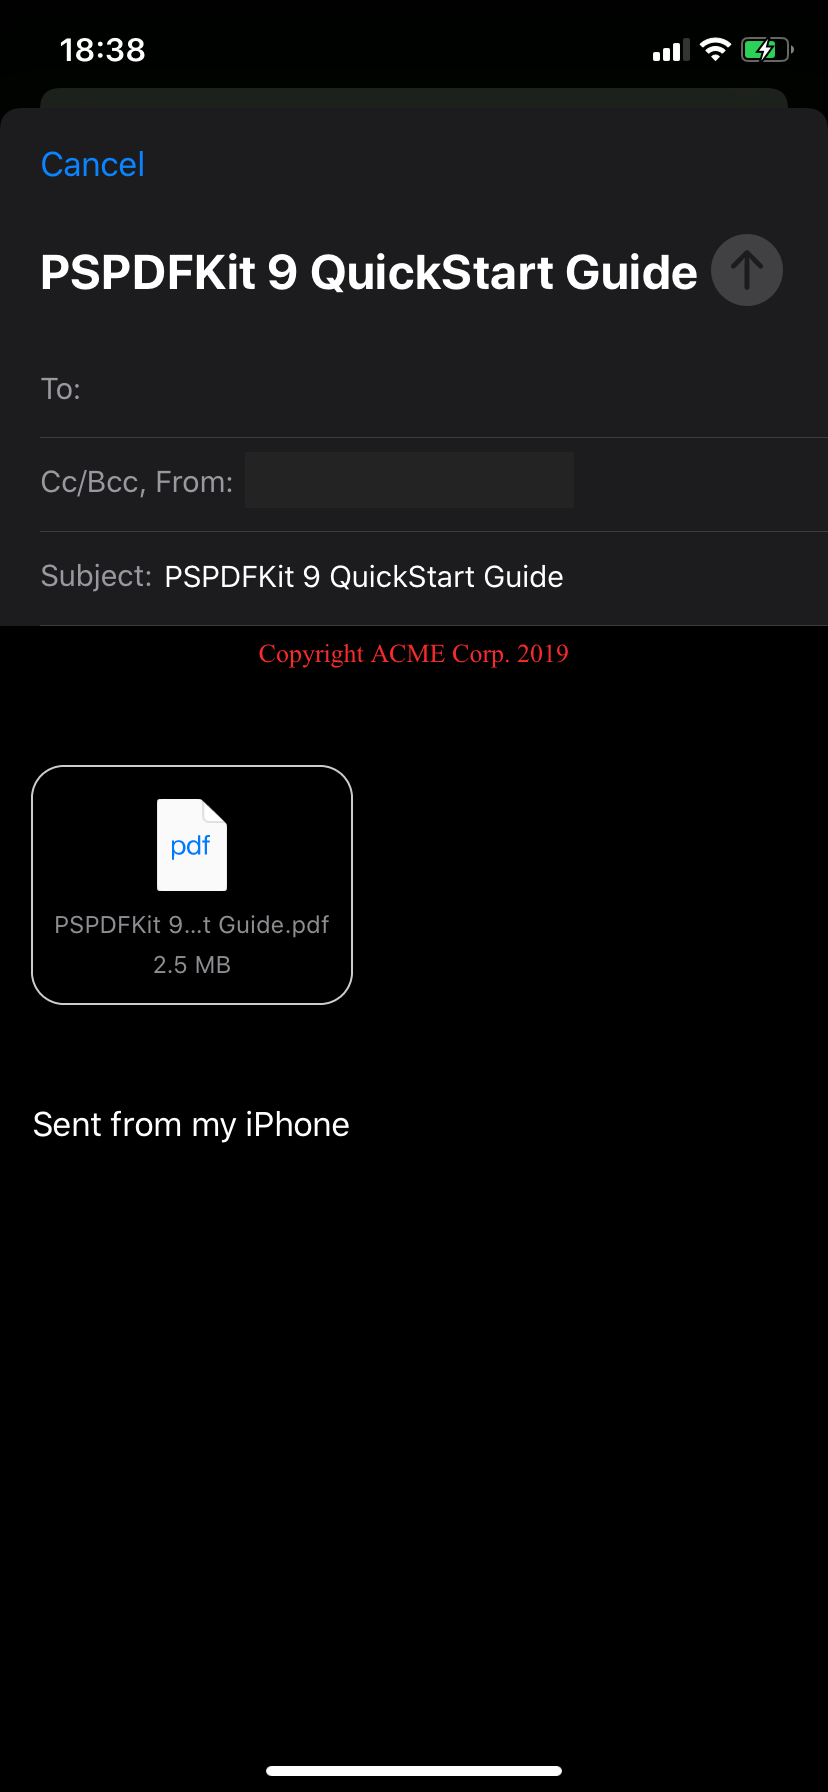 18:38
Cancel
PSPDFKit 9 QuickStart Guide
To:
Cc/Bcc, From:
Subject: PSPDFKit 9 QuickStart Guide
Copyright ACME Corp. 2019
pdf
PSPDFKit 9...t Guide.pdf
2.5 MB
Sent from my iPhone